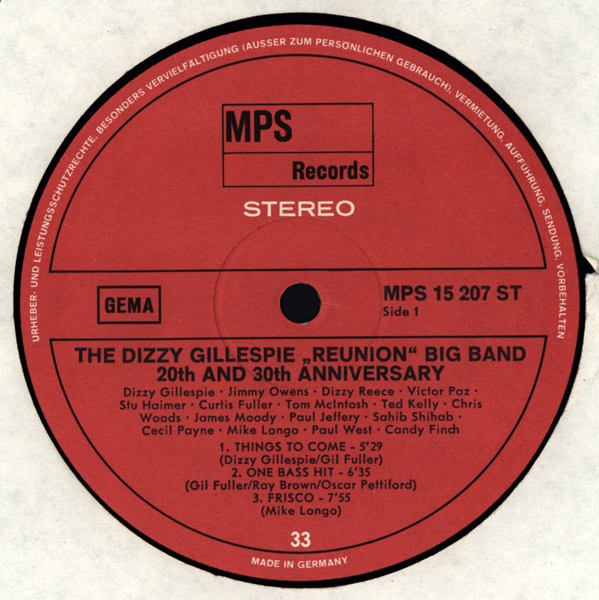 URHEBER- UND LEISTUNGSSCHUTZRECHTE, BESONDERS VERVIELFÄLTIGUNG (AUSSER ZUM PERSÖNLICHEN GEBRAUCH), VERMIETUNG, AUFFÜHRUNG, SENDUNG, VORBEHALTEN
MPS
Records
STEREO
GEMA
MPS 15 207 ST
Side 1
THE DIZZY GILLESPIE „REUNION“ BIG BAND
20th AND 30th ANNIVERSARY
Dizzy Gillespie · Jimmy Owens · Dizzy Reece · Victor Paz ·
Stu Haimer · Curtis Fuller · Tom McIntosh · Ted Kelly · Chris
Woods · James Moody · Paul Jeffery · Sahib Shihab ·
Cecil Payne · Mike Longo · Paul West · Candy Finch
1. THINGS TO COME – 5'29
(Dizzy Gillespie/Gil Fuller)
2. ONE BASS HIT – 6'35
(Gil Fuller/Ray Brown/Oscar Pettiford)
3. FRISCO – 7'55
(Mike Longo)
33
MADE IN GERMANY